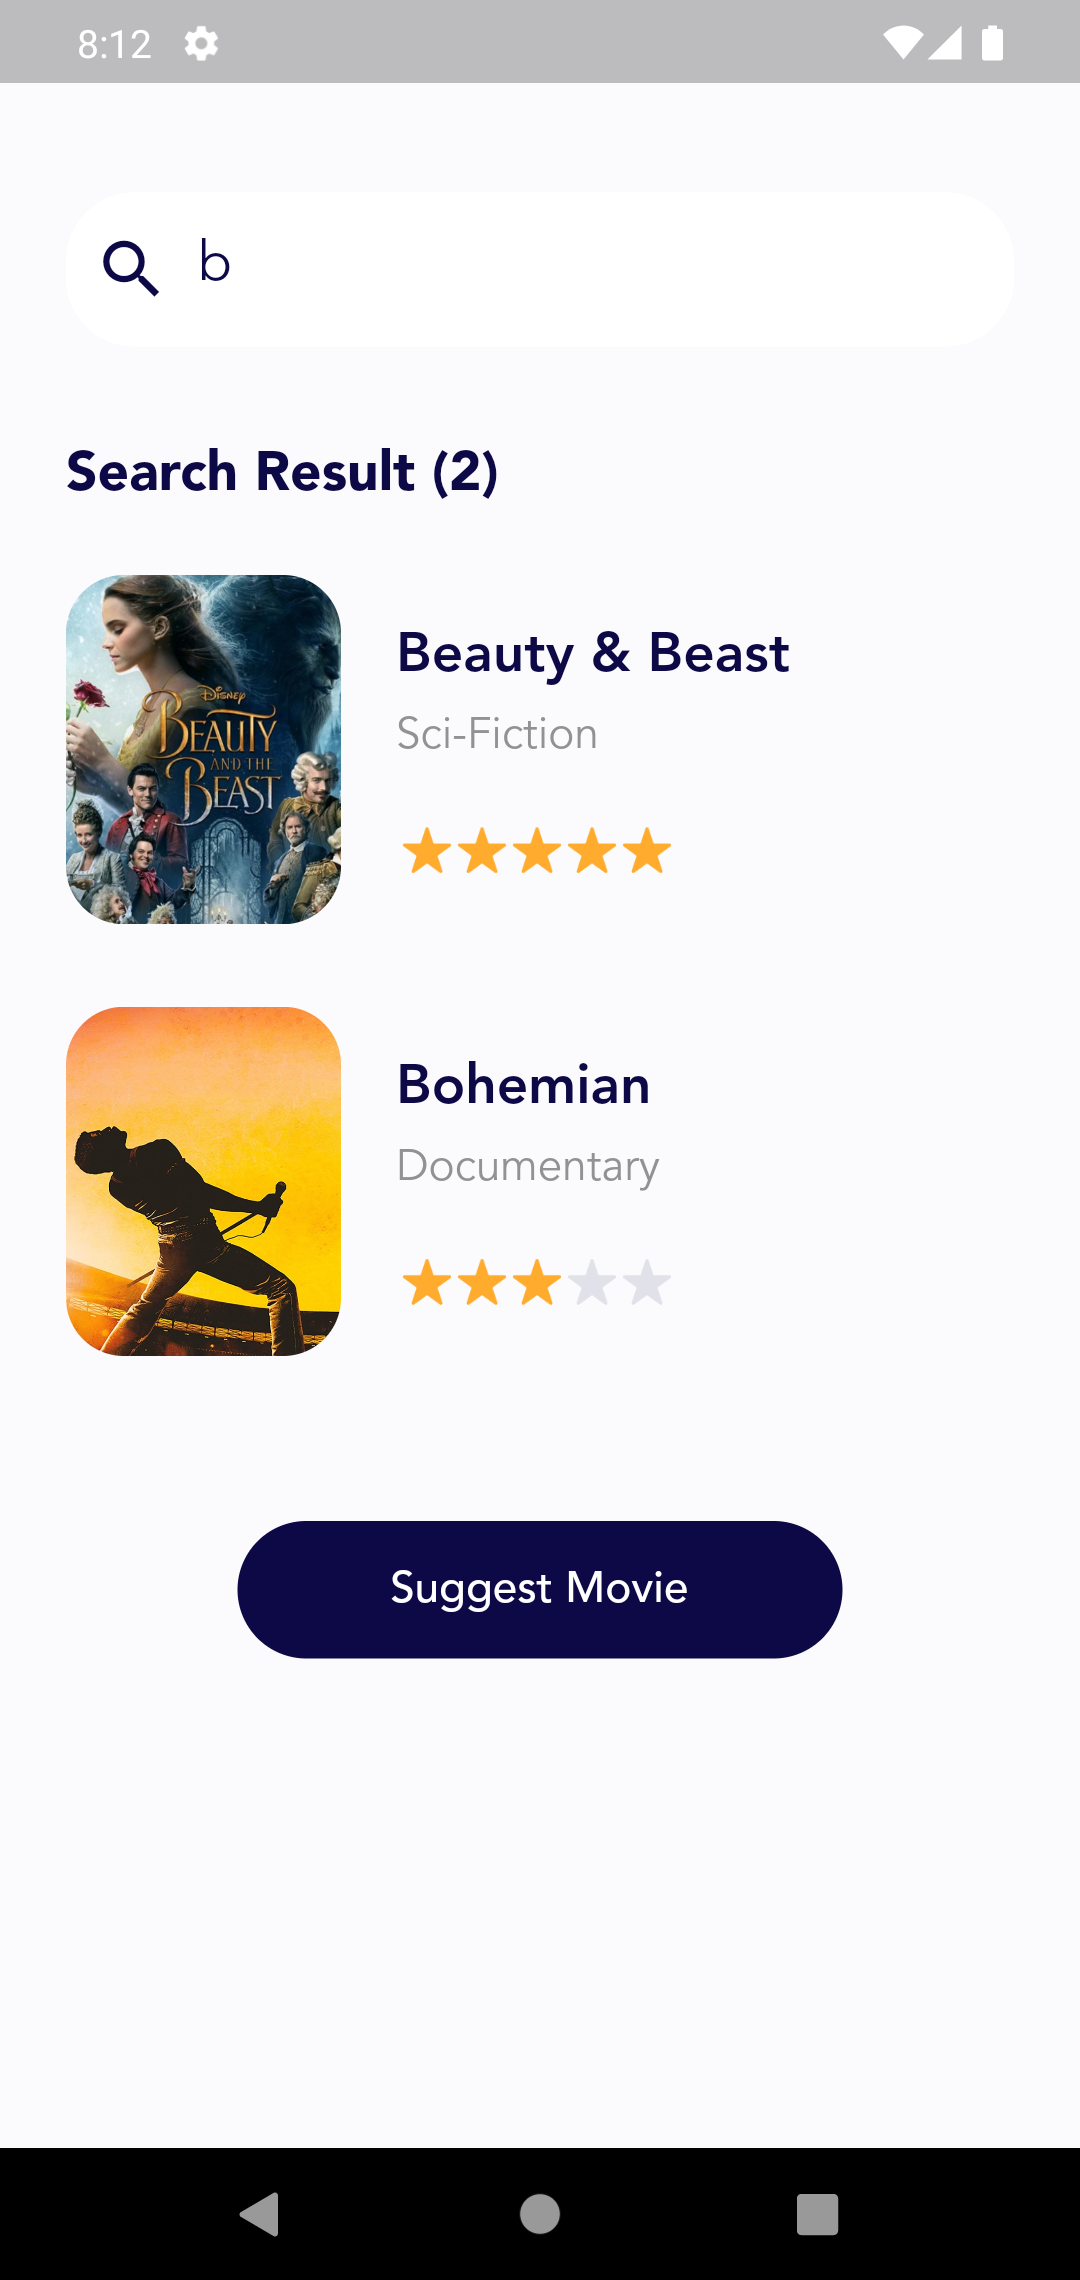 8:12
b
Search Result (2)
Disney
BEAUTY
AND THE
BEAST
Beauty & Beast
Sci-Fiction
Bohemian
Documentary
Suggest Movie